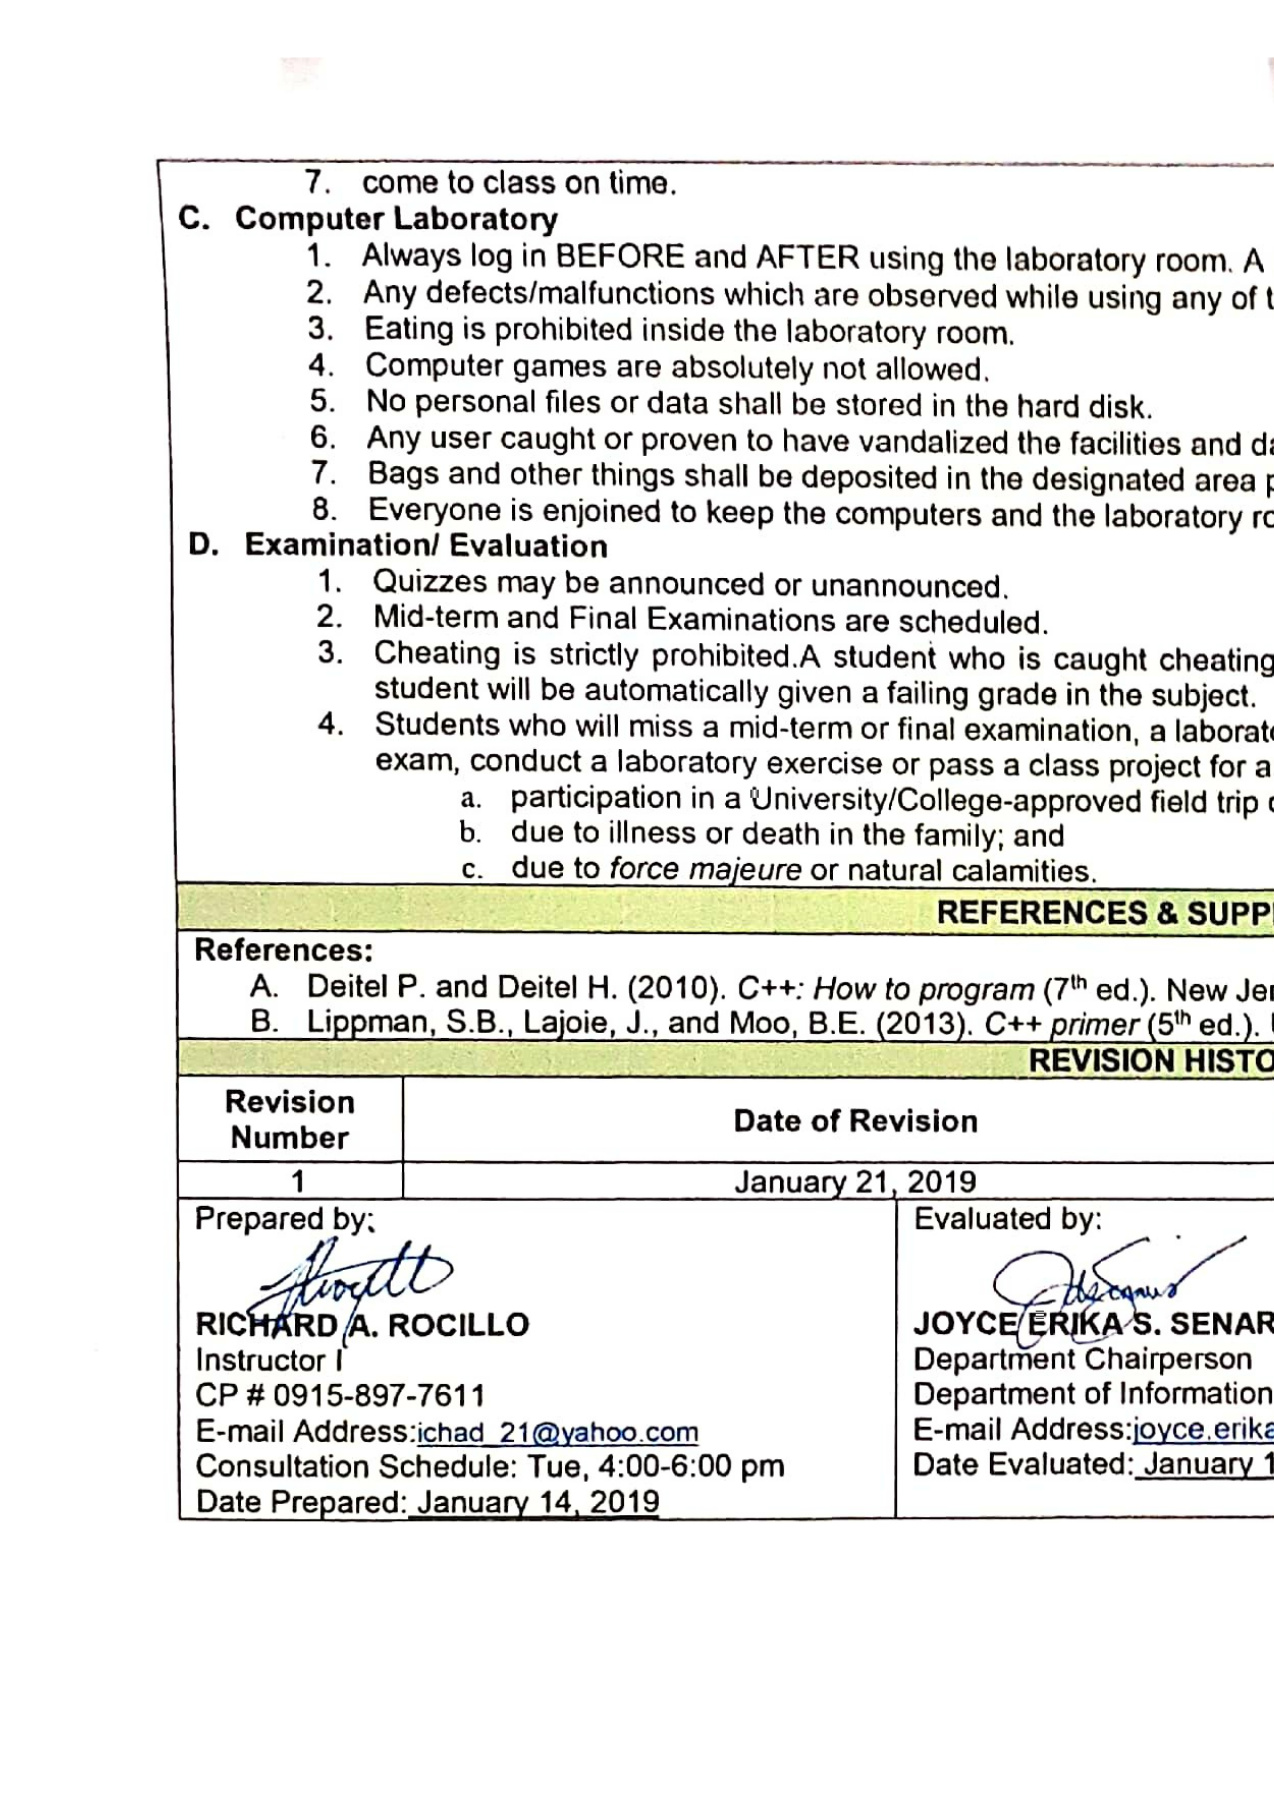 7. come to class on time.
C. Computer Laboratory
1. Always log in BEFORE and AFTER using the laboratory room. A
2. Any defects/malfunctions which are observed while using any of t
3. Eating is prohibited inside the laboratory room.
4. Computer games are absolutely not allowed.
5. No personal files or data shall be stored in the hard disk.
6. Any user caught or proven to have vandalized the facilities and da
7. Bags and other things shall be deposited in the designated area p
8. Everyone is enjoined to keep the computers and the laboratory ro
D. Examination/ Evaluation
1. Quizzes may be announced or unannounced.
2. Mid-term and Final Examinations are scheduled.
3. Cheating is strictly prohibited.A student who is caught cheating
student will be automatically given a failing grade in the subject.
4. Students who will miss a mid-term or final examination, a laborato
exam, conduct a laboratory exercise or pass a class project for a
a. participation in a University/College-approved field trip o
b. due to illness or death in the family; and
c. due to force majeure or natural calamities.
REFERENCES & SUPP
References:
A. Deitel P. and Deitel H. (2010). C++: How to program (7th ed.). New Jer
B. Lippman, S.B., Lajoie, J., and Moo, B.E. (2013). C++ primer (5th ed.).
REVISION HISTO
Revision
Number
Date of Revision
1
January 21, 2019
Prepared by:
RICHARD A. ROCILLO
Instructor I
CP # 0915-897-7611
E-mail Address:ichad_21@yahoo.com
Consultation Schedule: Tue, 4:00-6:00 pm
Date Prepared: January 14, 2019
Evaluated by:
JOYCE ERIKA S. SENAR
Department Chairperson
Department of Information
E-mail Address:joyce.erika
Date Evaluated: January 1